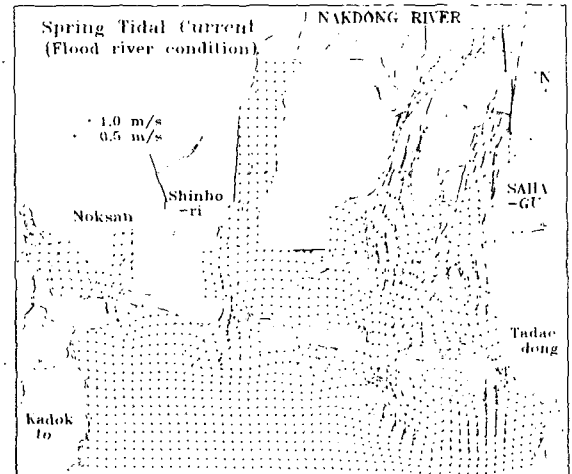 Spring Tidal Current
(Flood river condition)
NAKDONG RIVER
N
1.0 m/s
0.5 m/s
Shinho
-ri
Noksan
SAHA
-GU
Tadae
dong
Kadok
to